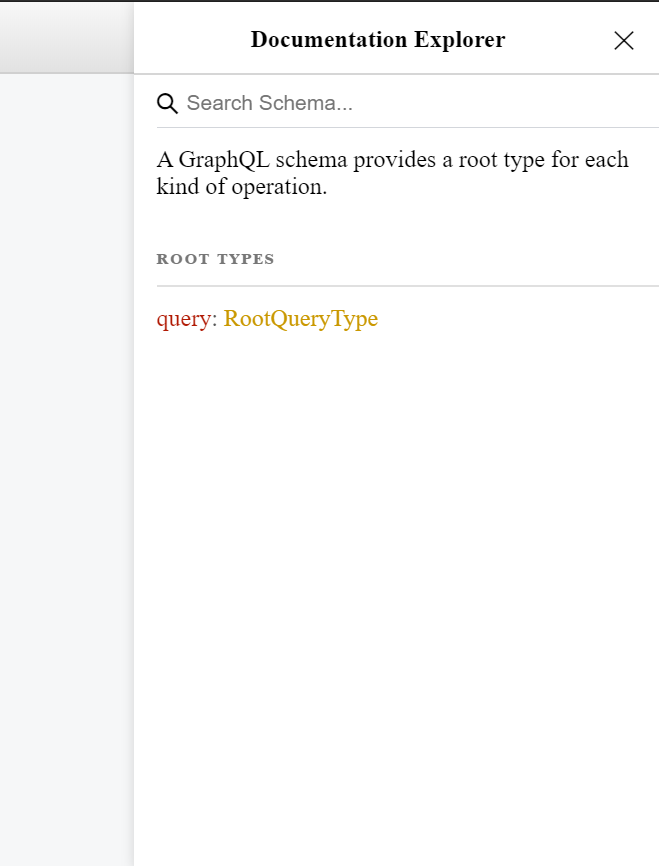 Documentation Explorer
Search Schema...
A GraphQL schema provides a root type for each
kind of operation.
ROOT TYPES
query: RootQueryType